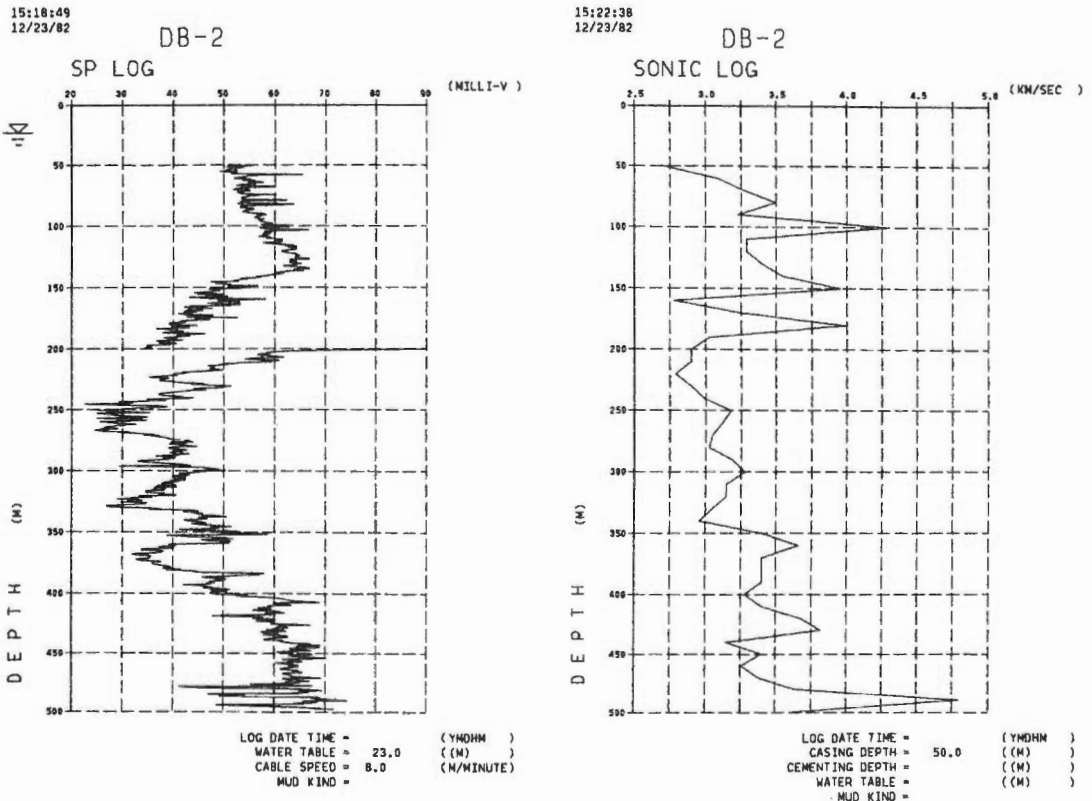 15:18:49
12/23/82
DB-2
SP LOG
(MILLI-V )
20 30 40 50 60 70 80 90
0
50
100
150
200
250
300
350
400
450
500
DEPTH (M)
LOG DATE TIME = (YMDHM )
WATER TABLE = 23.0 ((M) )
CABLE SPEED = 8.0 (M/MINUTE)
MUD KIND =
15:22:38
12/23/82
DB-2
SONIC LOG
(KM/SEC )
2.5 3.0 3.5 4.0 4.5 5.0
0
50
100
150
200
250
300
350
400
450
500
DEPTH (M)
LOG DATE TIME = (YMDHM )
CASING DEPTH = 50.0 ((M) )
CEMENTING DEPTH = ((M) )
WATER TABLE = ((M) )
MUD KIND =